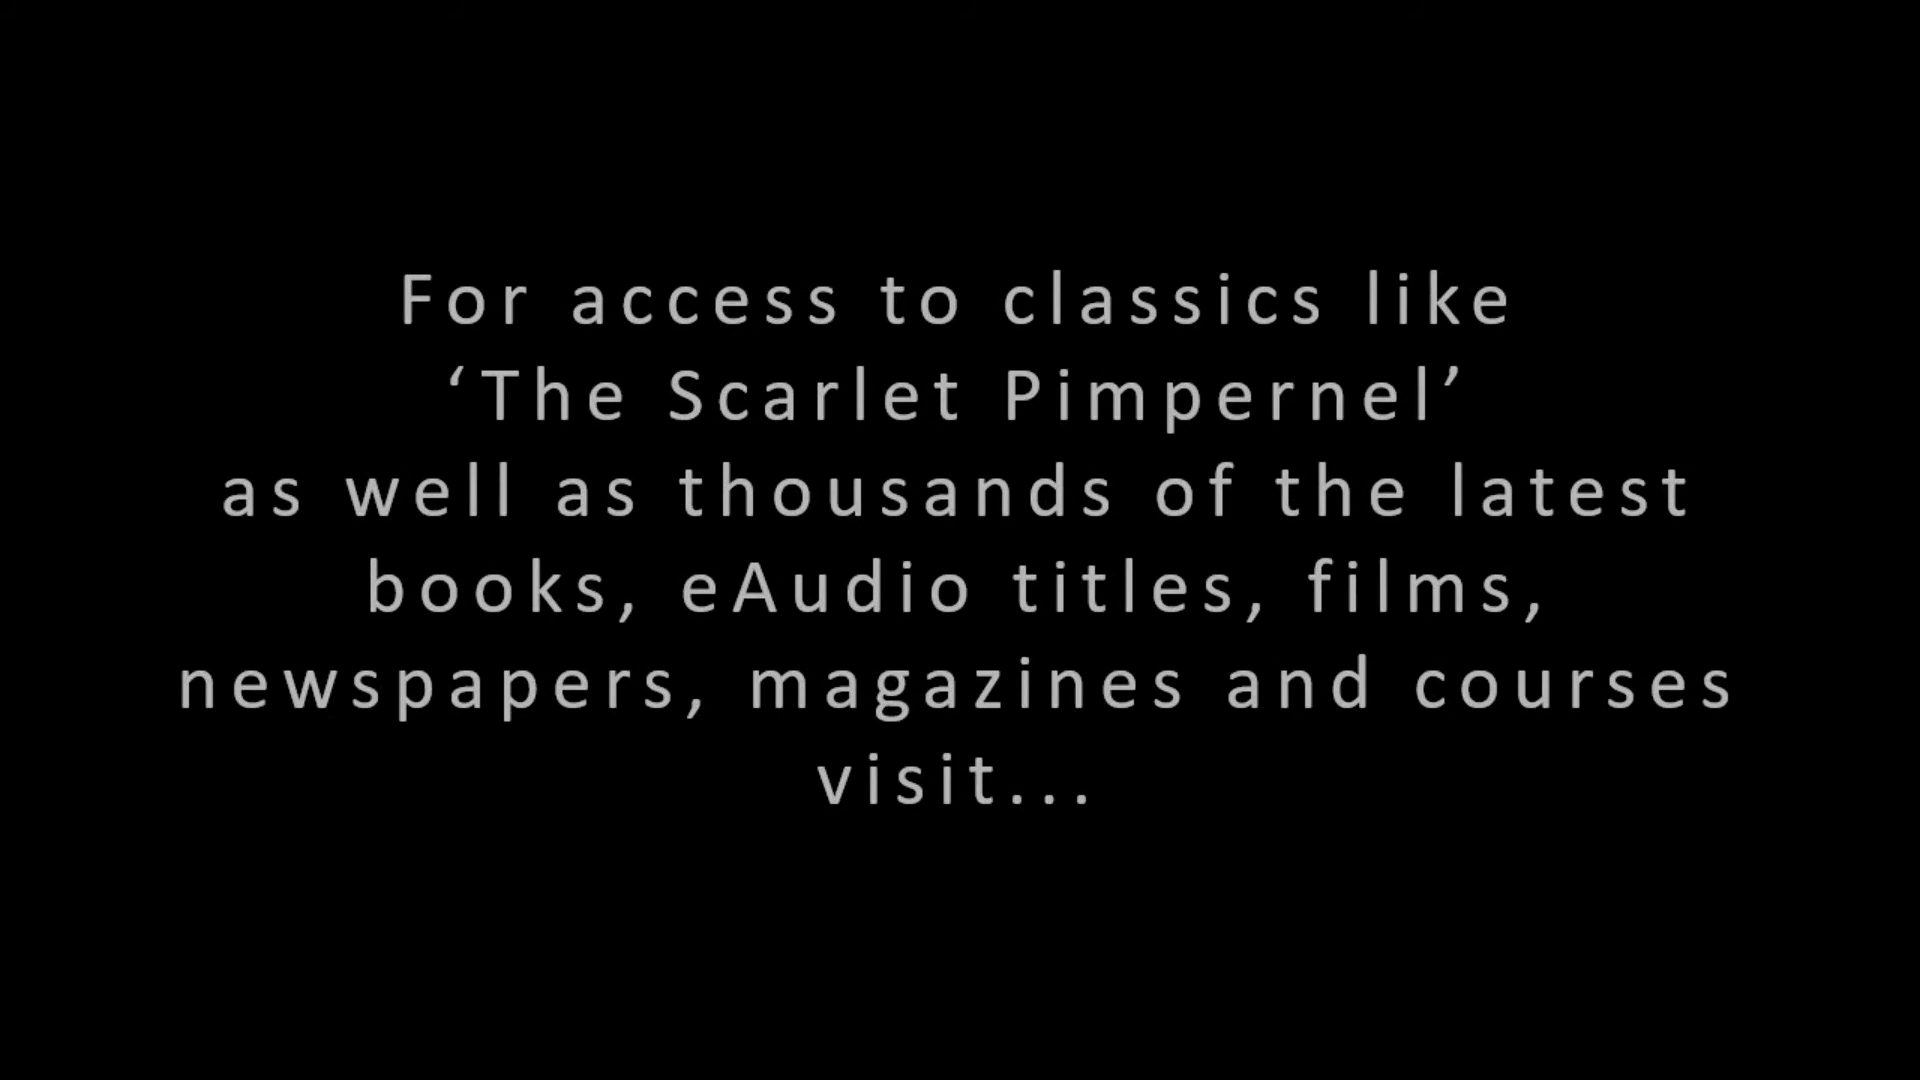 For access to classics like
‘The Scarlet Pimpernel’
as well as thousands of the latest
books, eAudio titles, films,
newspapers, magazines and courses
visit...